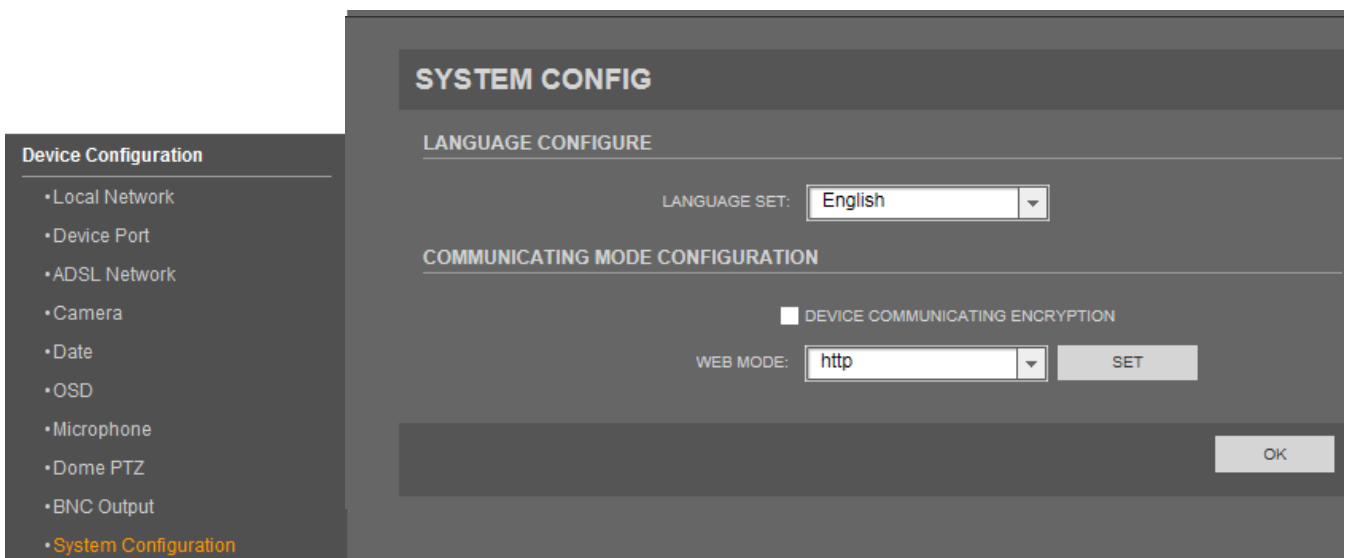 Device Configuration
•Local Network
•Device Port
•ADSL Network
•Camera
•Date
•OSD
•Microphone
•Dome PTZ
•BNC Output
•System Configuration
SYSTEM CONFIG
LANGUAGE CONFIGURE
LANGUAGE SET: English
COMMUNICATING MODE CONFIGURATION
DEVICE COMMUNICATING ENCRYPTION
WEB MODE: http SET
OK